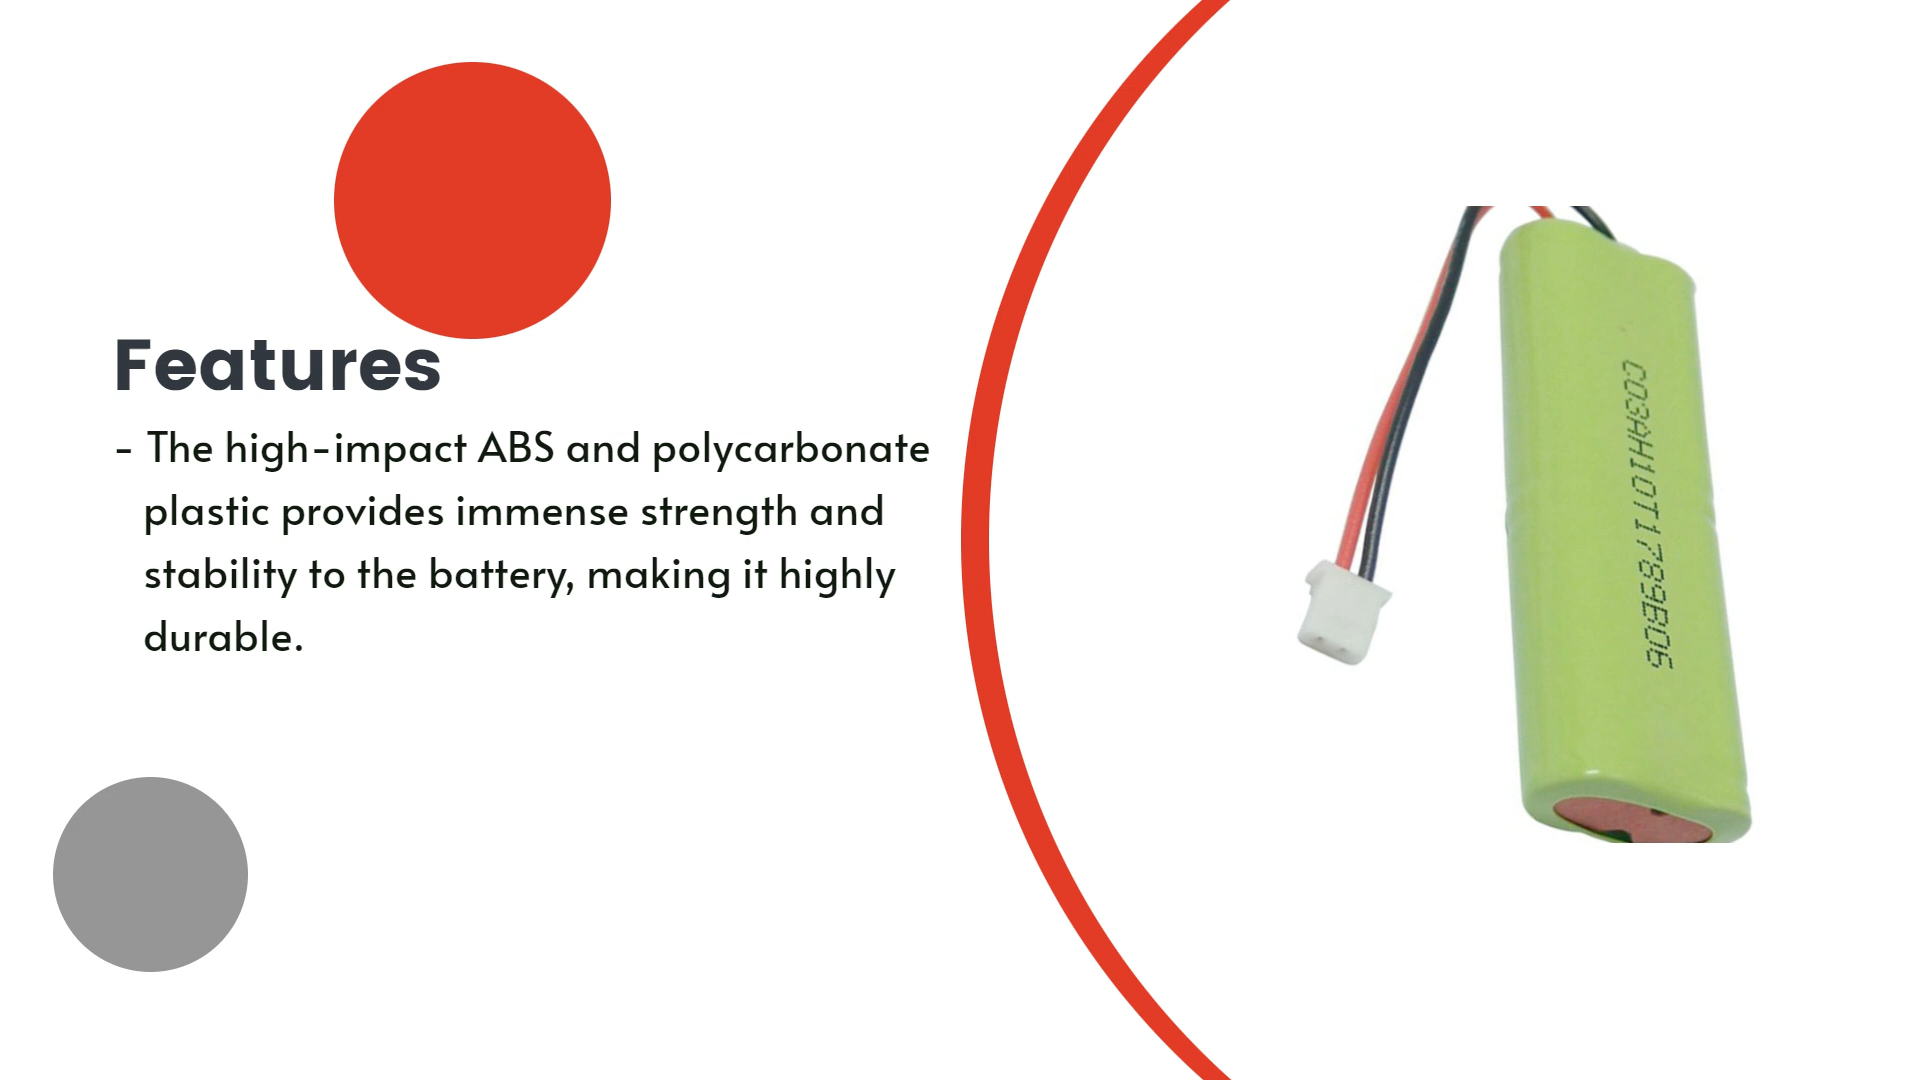 Features
- The high-impact ABS and polycarbonate
plastic provides immense strength and
stability to the battery, making it highly
durable.
C03AH10T1789B06